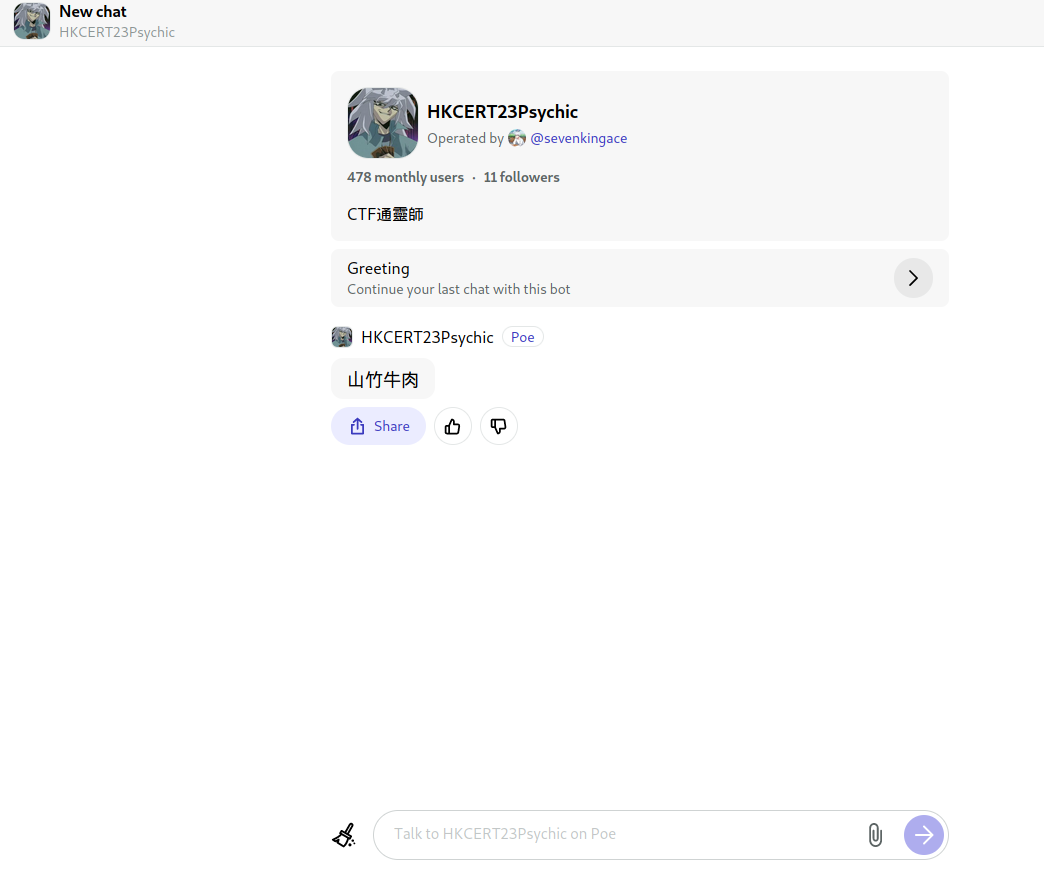 New chat
HKCERT23Psychic
HKCERT23Psychic
Operated by @sevenkingace
478 monthly users · 11 followers
CTF通靈師
Greeting
Continue your last chat with this bot
HKCERT23Psychic Poe
山竹牛肉
Share
Talk to HKCERT23Psychic on Poe